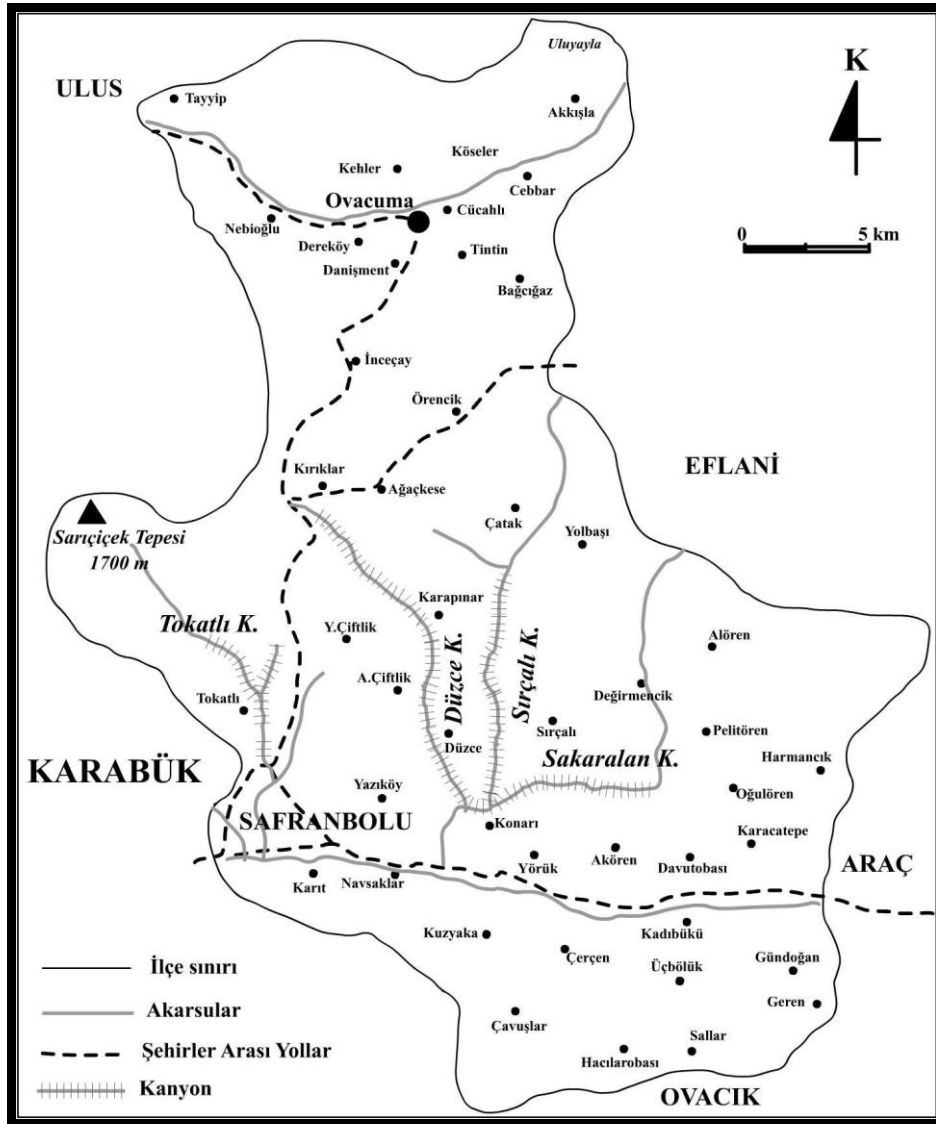 Uluyayla
K
ULUS
Tayyip
Akkışla
Kehler
Köseler
Cebbar
Ovacuma
Cücahlı
Nebioğlu
Dereköy
Tintin
Danişment
Bağcığaz
0 5 km
İnceçay
Örencik
Kırıklar
Ağaçkese
EFLANİ
Çatak
Yolbaşı
Sarıçiçek Tepesi
1700 m
Karapınar
Tokatlı K.
Y.Çiftlik
Alören
A.Çiftlik
Düzce K.
Sırçalı K.
Değirmencik
Tokatlı
Sırçalı
Pelitören
Düzce
Sakaralan K.
Harmancık
KARABÜK
Yazıköy
Oğulören
SAFRANBOLU
Konarı
Karacatepe
Yörük
Akören
Davutobası
ARAÇ
Karıt
Navsaklar
Kuzyaka
Kadıbükü
Çerçen
Üçbölük
Gündoğan
Geren
Çavuşlar
Sallar
Hacılarobası
OVACIK
İlçe sınırı
Akarsular
Şehirler Arası Yollar
Kanyon